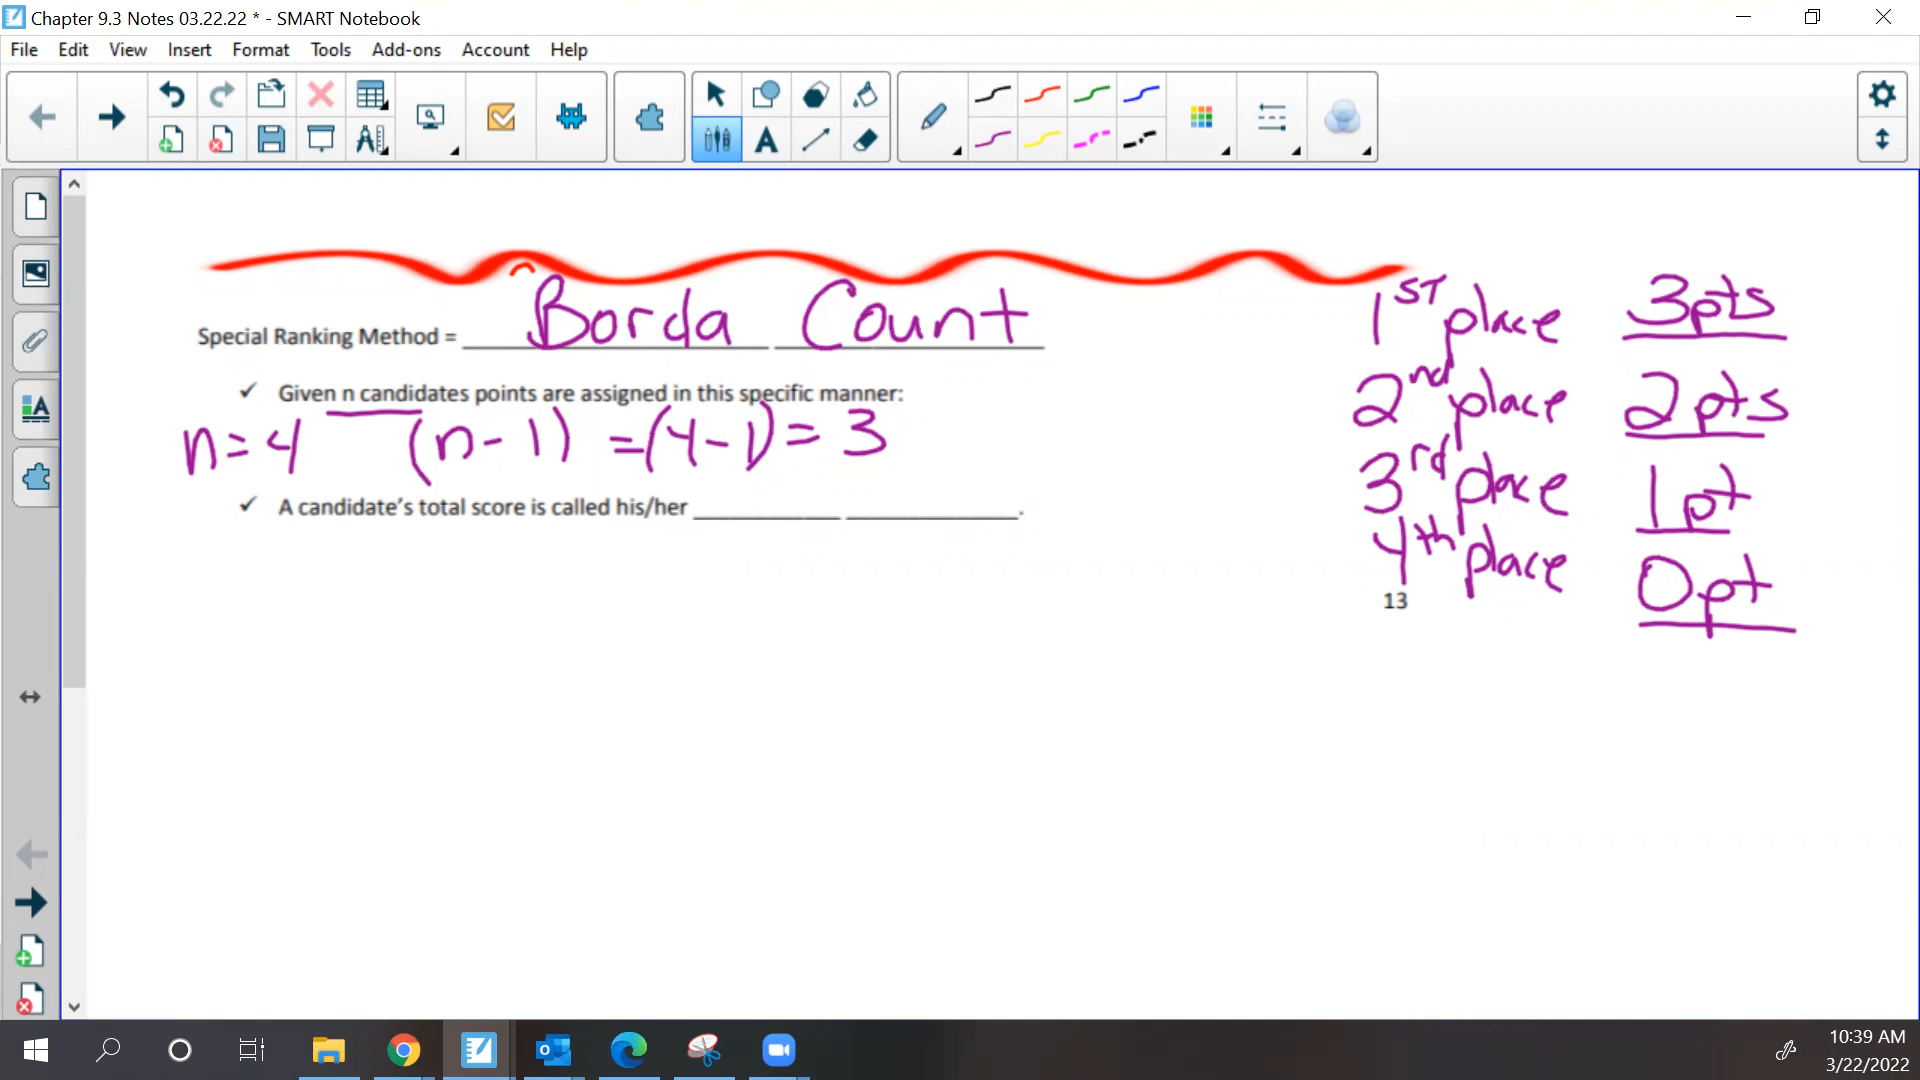 Chapter 9.3 Notes 03.22.22 * - SMART Notebook
File Edit View Insert Format Tools Add-ons Account Help
Special Ranking Method = Borda Count
✓ Given n candidates points are assigned in this specific manner:
n = 4 (n - 1) = (4 - 1) = 3
✓ A candidate's total score is called his/her ____________ ______________.
1ST place 3pts
2nd place 2pts
3rd place 1pt
4th place 0pt
13
10:39 AM
3/22/2022